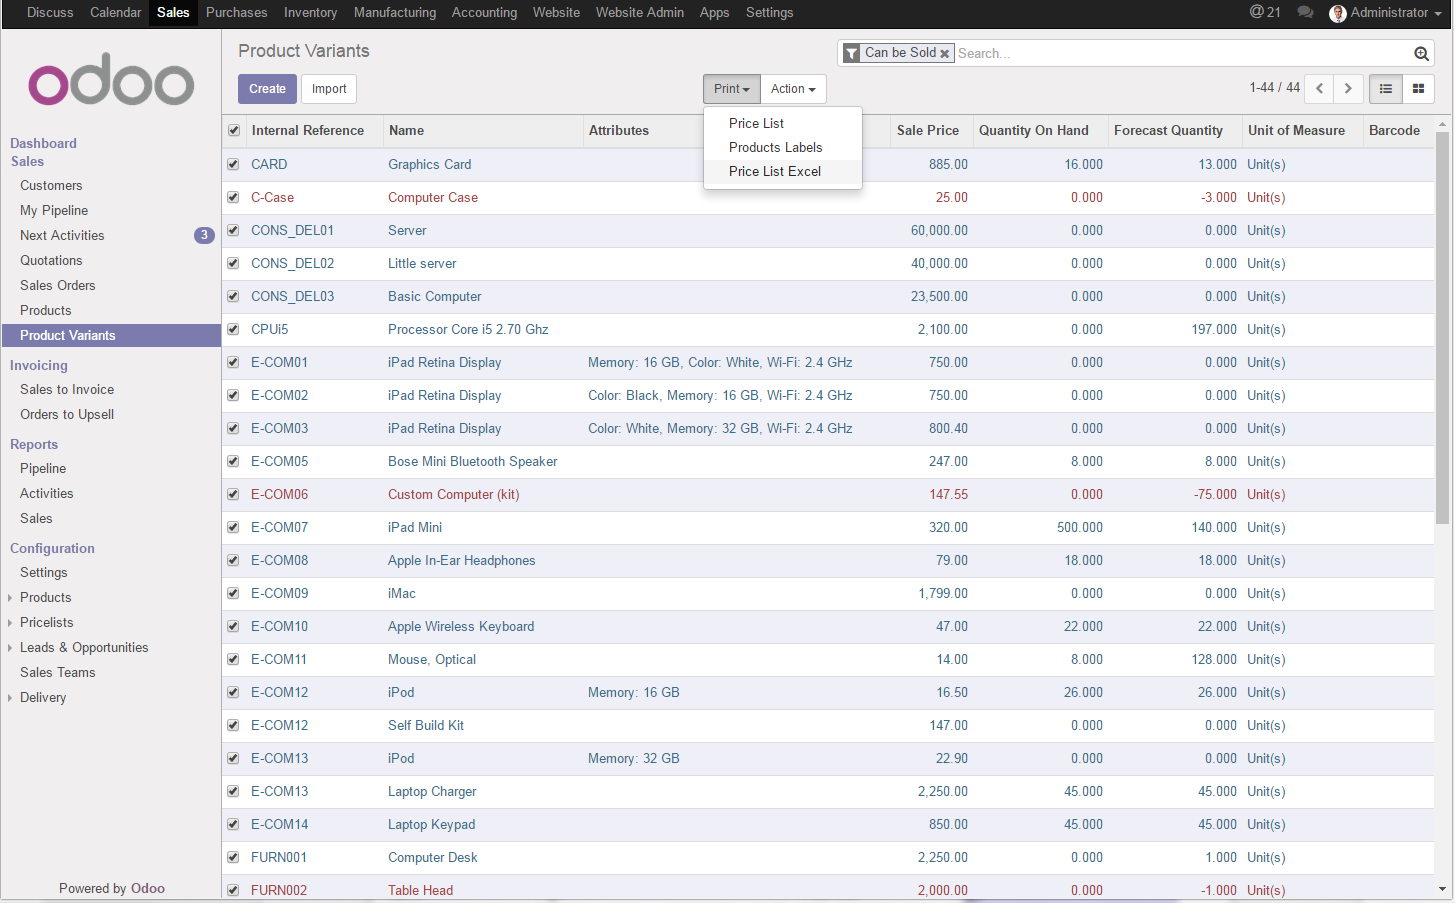 Discuss Calendar Sales Purchases Inventory Manufacturing Accounting Website Website Admin Apps Settings @ 21 Administrator
odoo
Dashboard
Sales
Customers
My Pipeline
Next Activities 3
Quotations
Sales Orders
Products
Product Variants
Invoicing
Sales to Invoice
Orders to Upsell
Reports
Pipeline
Activities
Sales
Configuration
Settings
Products
Pricelists
Leads & Opportunities
Sales Teams
Delivery
Powered by Odoo
Product Variants
Can be Sold Search...
Create Import Print Action 1-44 / 44
Price List
Products Labels
Price List Excel
Internal Reference Name Attributes Sale Price Quantity On Hand Forecast Quantity Unit of Measure Barcode
CARD Graphics Card 885.00 16.000 13.000 Unit(s)
C-Case Computer Case 25.00 0.000 -3.000 Unit(s)
CONS_DEL01 Server 60,000.00 0.000 0.000 Unit(s)
CONS_DEL02 Little server 40,000.00 0.000 0.000 Unit(s)
CONS_DEL03 Basic Computer 23,500.00 0.000 0.000 Unit(s)
CPUi5 Processor Core i5 2.70 Ghz 2,100.00 0.000 197.000 Unit(s)
E-COM01 iPad Retina Display Memory: 16 GB, Color: White, Wi-Fi: 2.4 GHz 750.00 0.000 0.000 Unit(s)
E-COM02 iPad Retina Display Color: Black, Memory: 16 GB, Wi-Fi: 2.4 GHz 750.00 0.000 0.000 Unit(s)
E-COM03 iPad Retina Display Color: White, Memory: 32 GB, Wi-Fi: 2.4 GHz 800.40 0.000 0.000 Unit(s)
E-COM05 Bose Mini Bluetooth Speaker 247.00 8.000 8.000 Unit(s)
E-COM06 Custom Computer (kit) 147.55 0.000 -75.000 Unit(s)
E-COM07 iPad Mini 320.00 500.000 140.000 Unit(s)
E-COM08 Apple In-Ear Headphones 79.00 18.000 18.000 Unit(s)
E-COM09 iMac 1,799.00 0.000 0.000 Unit(s)
E-COM10 Apple Wireless Keyboard 47.00 22.000 22.000 Unit(s)
E-COM11 Mouse, Optical 14.00 8.000 128.000 Unit(s)
E-COM12 iPod Memory: 16 GB 16.50 26.000 26.000 Unit(s)
E-COM12 Self Build Kit 147.00 0.000 0.000 Unit(s)
E-COM13 iPod Memory: 32 GB 22.90 0.000 0.000 Unit(s)
E-COM13 Laptop Charger 2,250.00 45.000 45.000 Unit(s)
E-COM14 Laptop Keypad 850.00 45.000 45.000 Unit(s)
FURN001 Computer Desk 2,250.00 0.000 1.000 Unit(s)
FURN002 Table Head 2,000.00 0.000 -1.000 Unit(s)